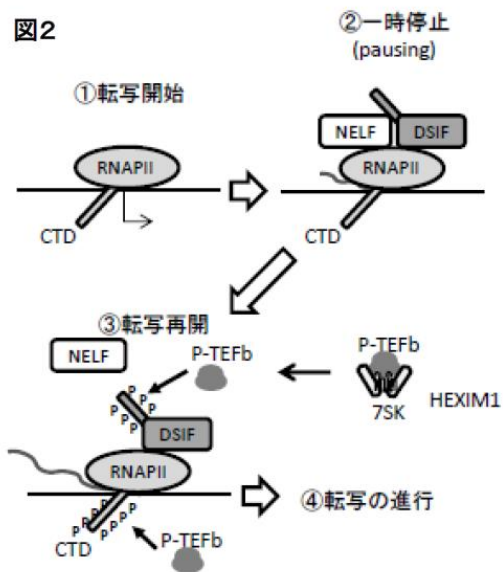 図2
①転写開始
RNAPII
CTD
②一時停止
(pausing)
NELF
DSIF
RNAPII
CTD
③転写再開
NELF
P-TEFb
P
P
P
P
P
P
DSIF
RNAPII
P
P
P
P
P
P
P
P
CTD
P-TEFb
P-TEFb
7SK
HEXIM1
④転写の進行